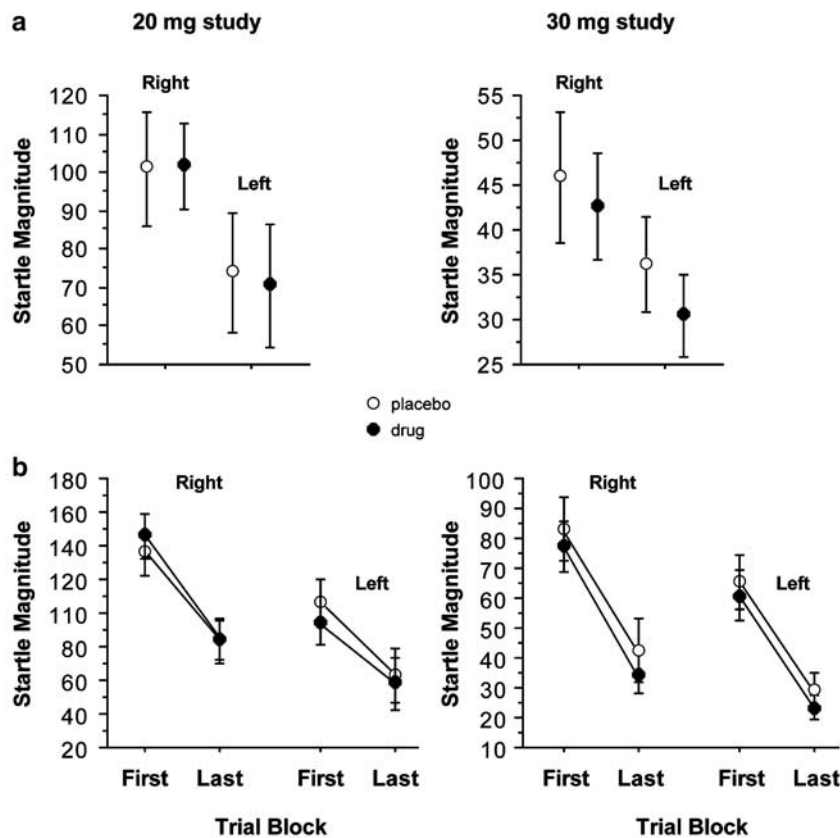 a
20 mg study
30 mg study
Right
Left
Startle Magnitude
120
110
100
90
80
70
60
50
Right
Left
Startle Magnitude
55
50
45
40
35
30
25
placebo
drug
b
Right
Left
Startle Magnitude
180
160
140
120
110
80
60
40
20
First Last First Last
Trial Block
Right
Left
Startle Magnitude
100
90
80
70
60
50
40
30
20
10
First Last First Last
Trial Block